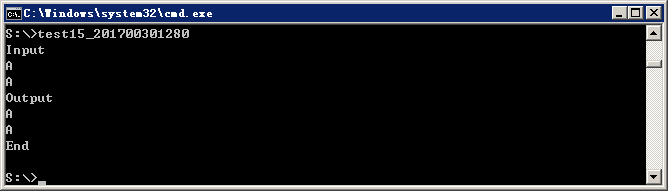 C:\Windows\system32\cmd.exe
S:\>test15_201700301280
Input
A
A
Output
A
A
End
S:\>